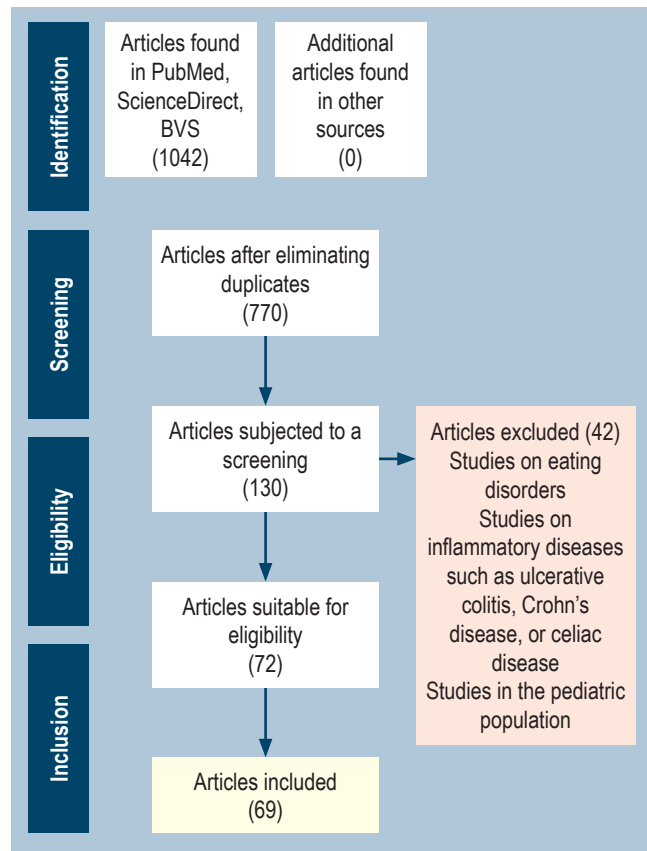 Identification
Articles found
in PubMed,
ScienceDirect,
BVS
(1042)
Additional
articles found
in other
sources
(0)
Screening
Articles after eliminating
duplicates
(770)
Articles subjected to a
screening
(130)
Articles excluded (42)
Studies on eating
disorders
Studies on
inflammatory diseases
such as ulcerative
colitis, Crohn's
disease, or celiac
disease
Studies in the pediatric
population
Eligibility
Articles suitable for
eligibility
(72)
Inclusion
Articles included
(69)